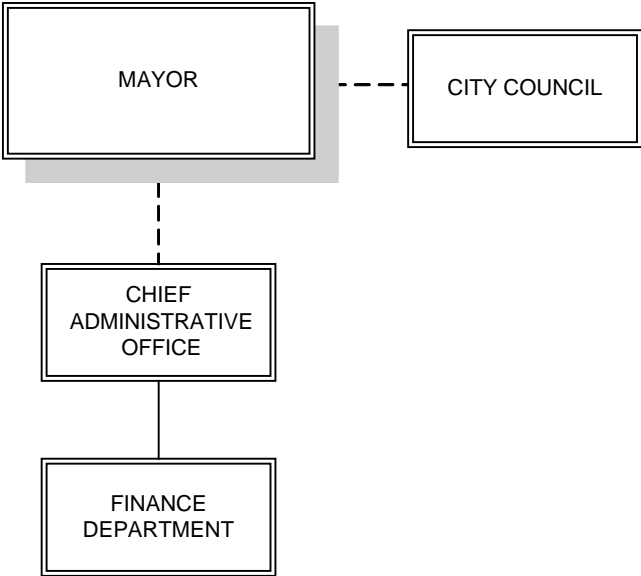 MAYOR
CITY COUNCIL
CHIEF
ADMINISTRATIVE
OFFICE
FINANCE
DEPARTMENT